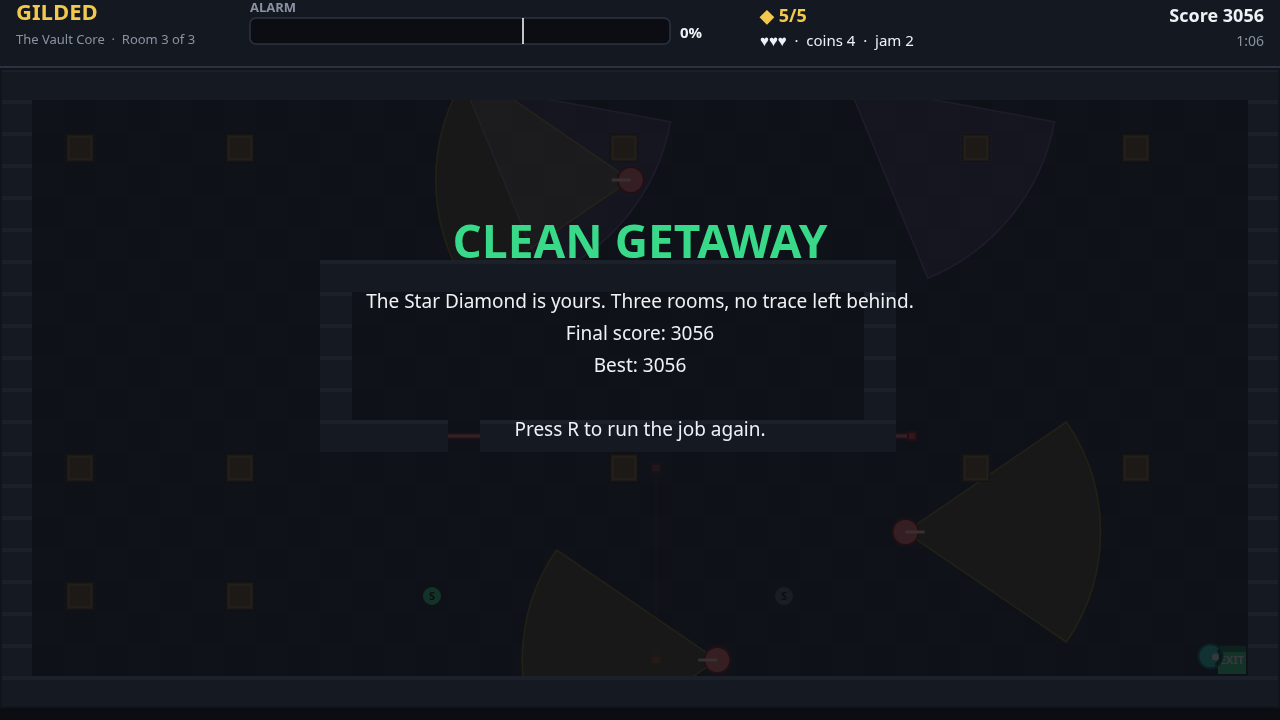 GILDED
The Vault Core · Room 3 of 3
ALARM
0%
◆ 5/5
♥♥♥ · coins 4 · jam 2
Score 3056
1:06
CLEAN GETAWAY
The Star Diamond is yours. Three rooms, no trace left behind.
Final score: 3056
Best: 3056
Press R to run the job again.
S
S
EXIT